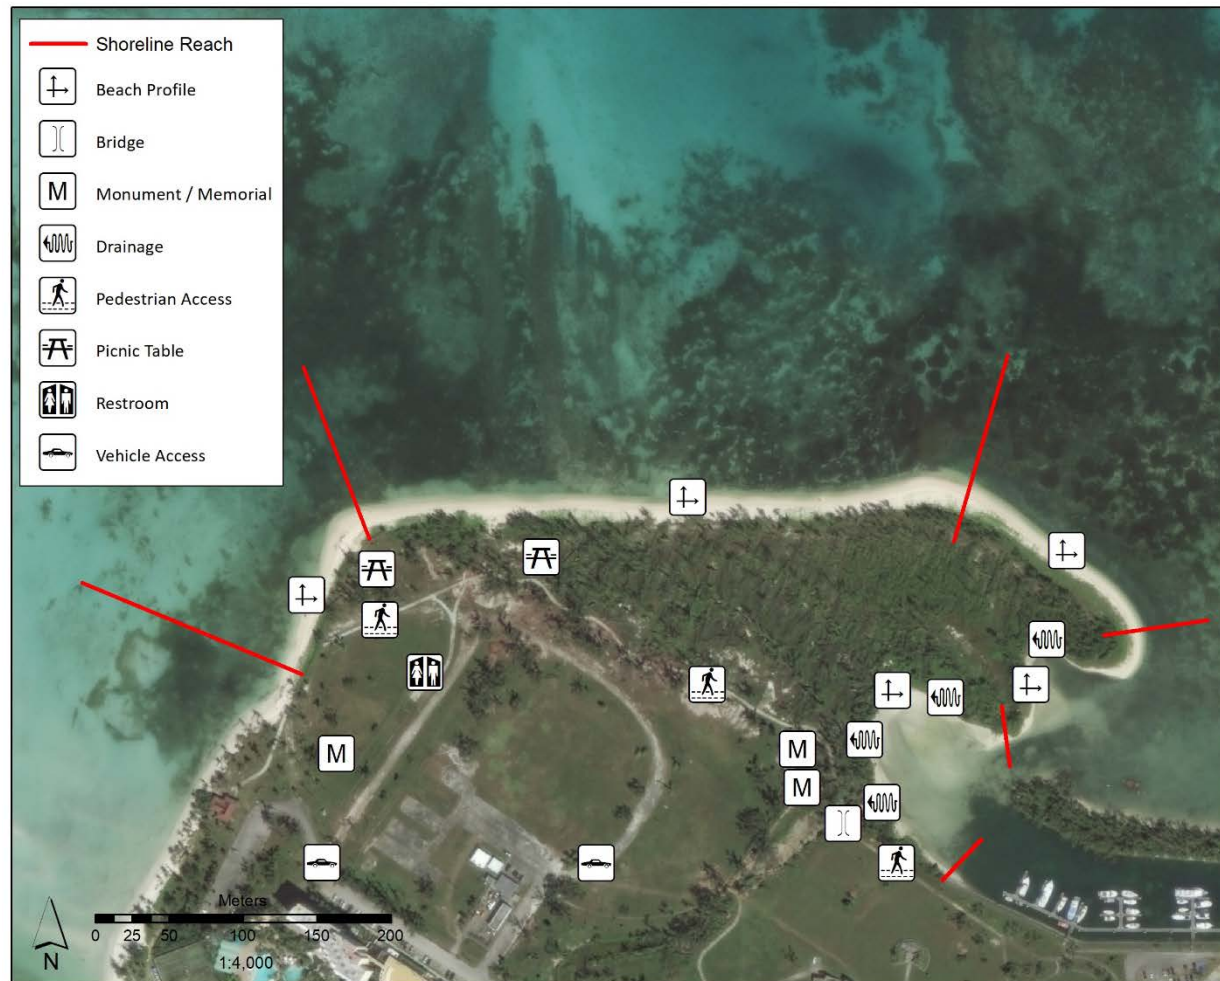 Shoreline Reach
Beach Profile
Bridge
M Monument / Memorial
Drainage
Pedestrian Access
Picnic Table
Restroom
Vehicle Access
M
M
M
Meters
0 25 50 100 150 200
1:4,000
N